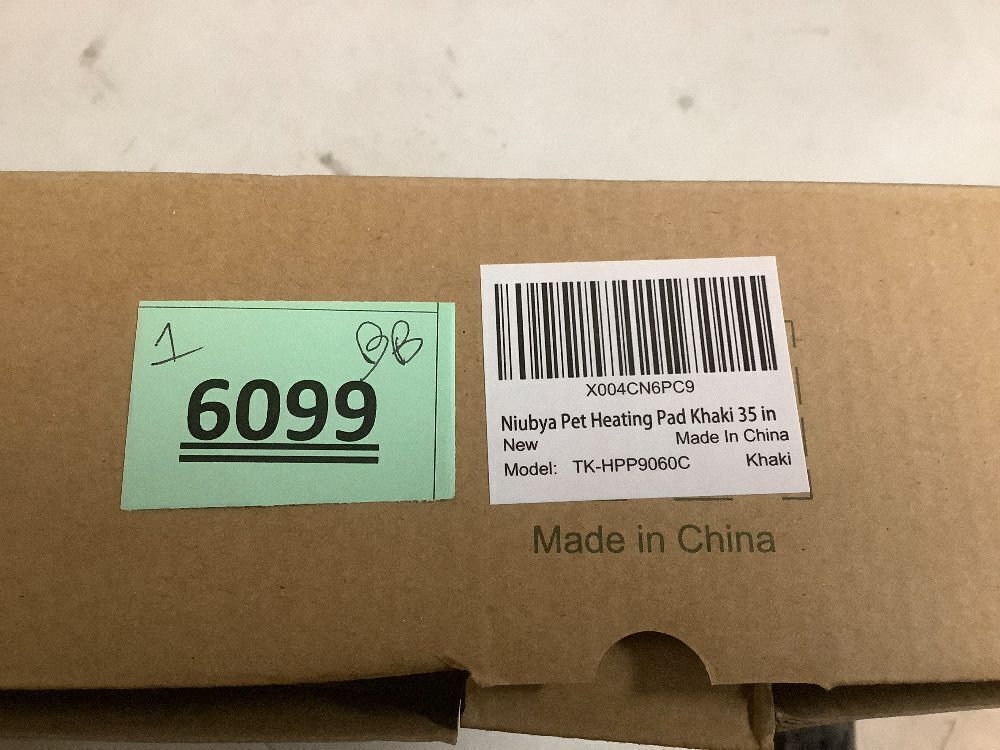 1 BB
6099
X004CN6PC9
Niubya Pet Heating Pad Khaki 35 in
New Made In China
Model: TK-HPP9060C Khaki
Made in China